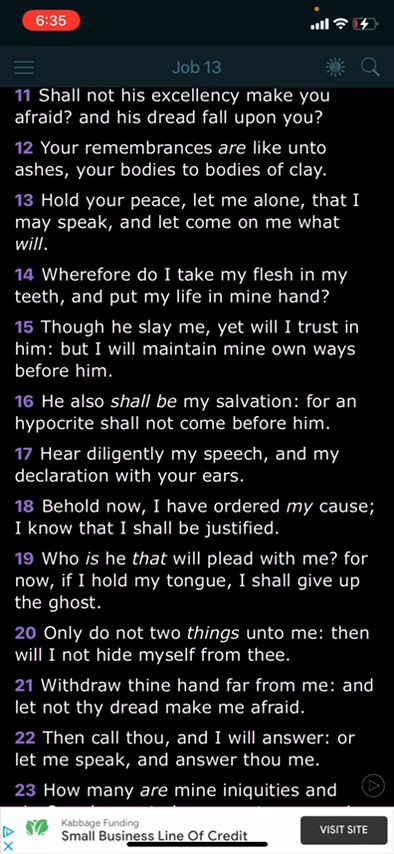 6:35
Job 13
11 Shall not his excellency make you
afraid? and his dread fall upon you?
12 Your remembrances are like unto
ashes, your bodies to bodies of clay.
13 Hold your peace, let me alone, that I
may speak, and let come on me what
will.
14 Wherefore do I take my flesh in my
teeth, and put my life in mine hand?
15 Though he slay me, yet will I trust in
him: but I will maintain mine own ways
before him.
16 He also shall be my salvation: for an
hypocrite shall not come before him.
17 Hear diligently my speech, and my
declaration with your ears.
18 Behold now, I have ordered my cause;
I know that I shall be justified.
19 Who is he that will plead with me? for
now, if I hold my tongue, I shall give up
the ghost.
20 Only do not two things unto me: then
will I not hide myself from thee.
21 Withdraw thine hand far from me: and
let not thy dread make me afraid.
22 Then call thou, and I will answer: or
let me speak, and answer thou me.
23 How many are mine iniquities and
Kabbage Funding
Small Business Line Of Credit
VISIT SITE